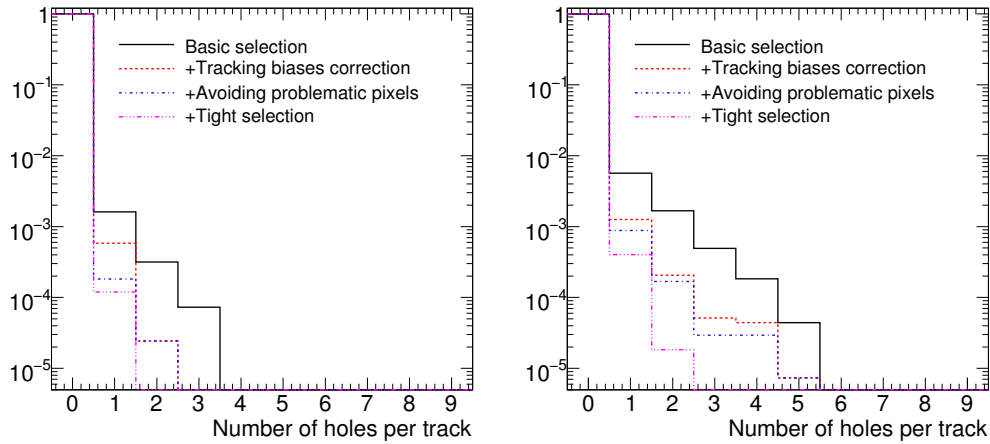 1
10−1
10−2
10−3
10−4
10−5
Basic selection
+Tracking biases correction
+Avoiding problematic pixels
+Tight selection
0 1 2 3 4 5 6 7 8 9
Number of holes per track
1
10−1
10−2
10−3
10−4
10−5
Basic selection
+Tracking biases correction
+Avoiding problematic pixels
+Tight selection
0 1 2 3 4 5 6 7 8 9
Number of holes per track